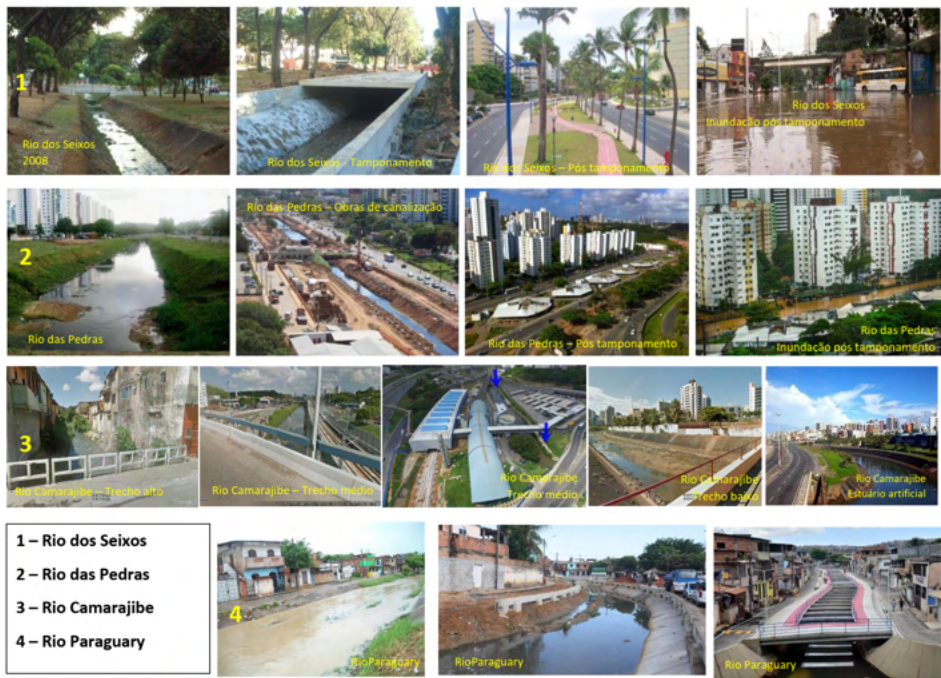 1
Rio dos Seixos
2008
Rio dos Seixos - Tamponamento
Rio dos Seixos – Pós tamponamento
Rio dos Seixos
Inundação pós tamponamento
2
Rio das Pedras
Rio das Pedras – Obras de canalização
Rio das Pedras – Pós tamponamento
Rio das Pedras
Inundação pós tamponamento
3
Rio Camarajibe – Trecho alto
Rio Camarajibe – Trecho médio
Rio Camarajibe
Trecho médio
Rio Camarajibe
Trecho baixo
Rio Camarajibe
Estuário artificial
1 – Rio dos Seixos
2 – Rio das Pedras
3 – Rio Camarajibe
4 – Rio Paraguary
4
RioParaguary
RioParaguary
Rio Paraguary